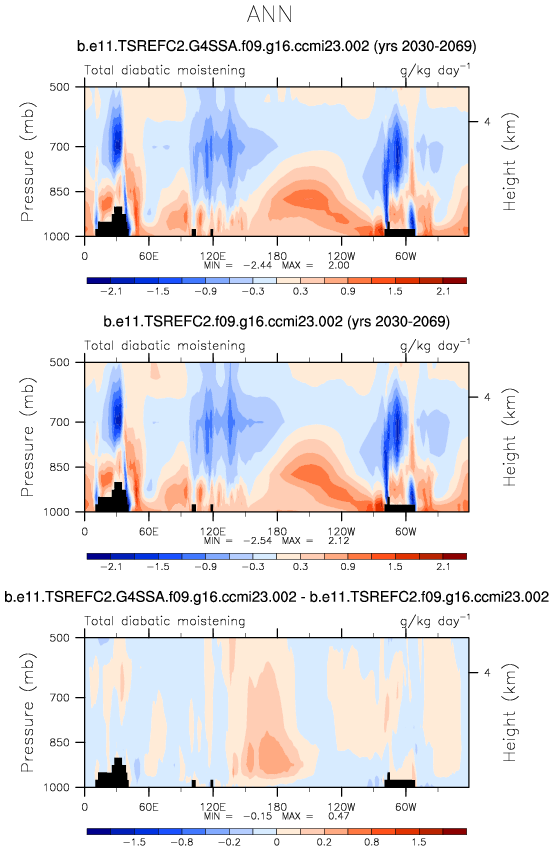 ANN
b.e11.TSREFC2.G4SSA.f09.g16.ccmi23.002 (yrs 2030-2069)
Total diabatic moistening g/kg day−1
500
700
850
1000
Pressure (mb)
4
Height (km)
0 60E 120E 180 120W 60W
MIN = −2.44 MAX = 2.00
−2.1 −1.5 −0.9 −0.3 0.3 0.9 1.5 2.1
b.e11.TSREFC2.f09.g16.ccmi23.002 (yrs 2030-2069)
Total diabatic moistening g/kg day−1
500
700
850
1000
Pressure (mb)
4
Height (km)
0 60E 120E 180 120W 60W
MIN = −2.54 MAX = 2.12
−2.1 −1.5 −0.9 −0.3 0.3 0.9 1.5 2.1
b.e11.TSREFC2.G4SSA.f09.g16.ccmi23.002 - b.e11.TSREFC2.f09.g16.ccmi23.002
Total diabatic moistening g/kg day−1
500
700
850
1000
Pressure (mb)
4
Height (km)
0 60E 120E 180 120W 60W
MIN = −0.15 MAX = 0.47
−1.5 −0.8 −0.2 0 0.2 0.8 1.5